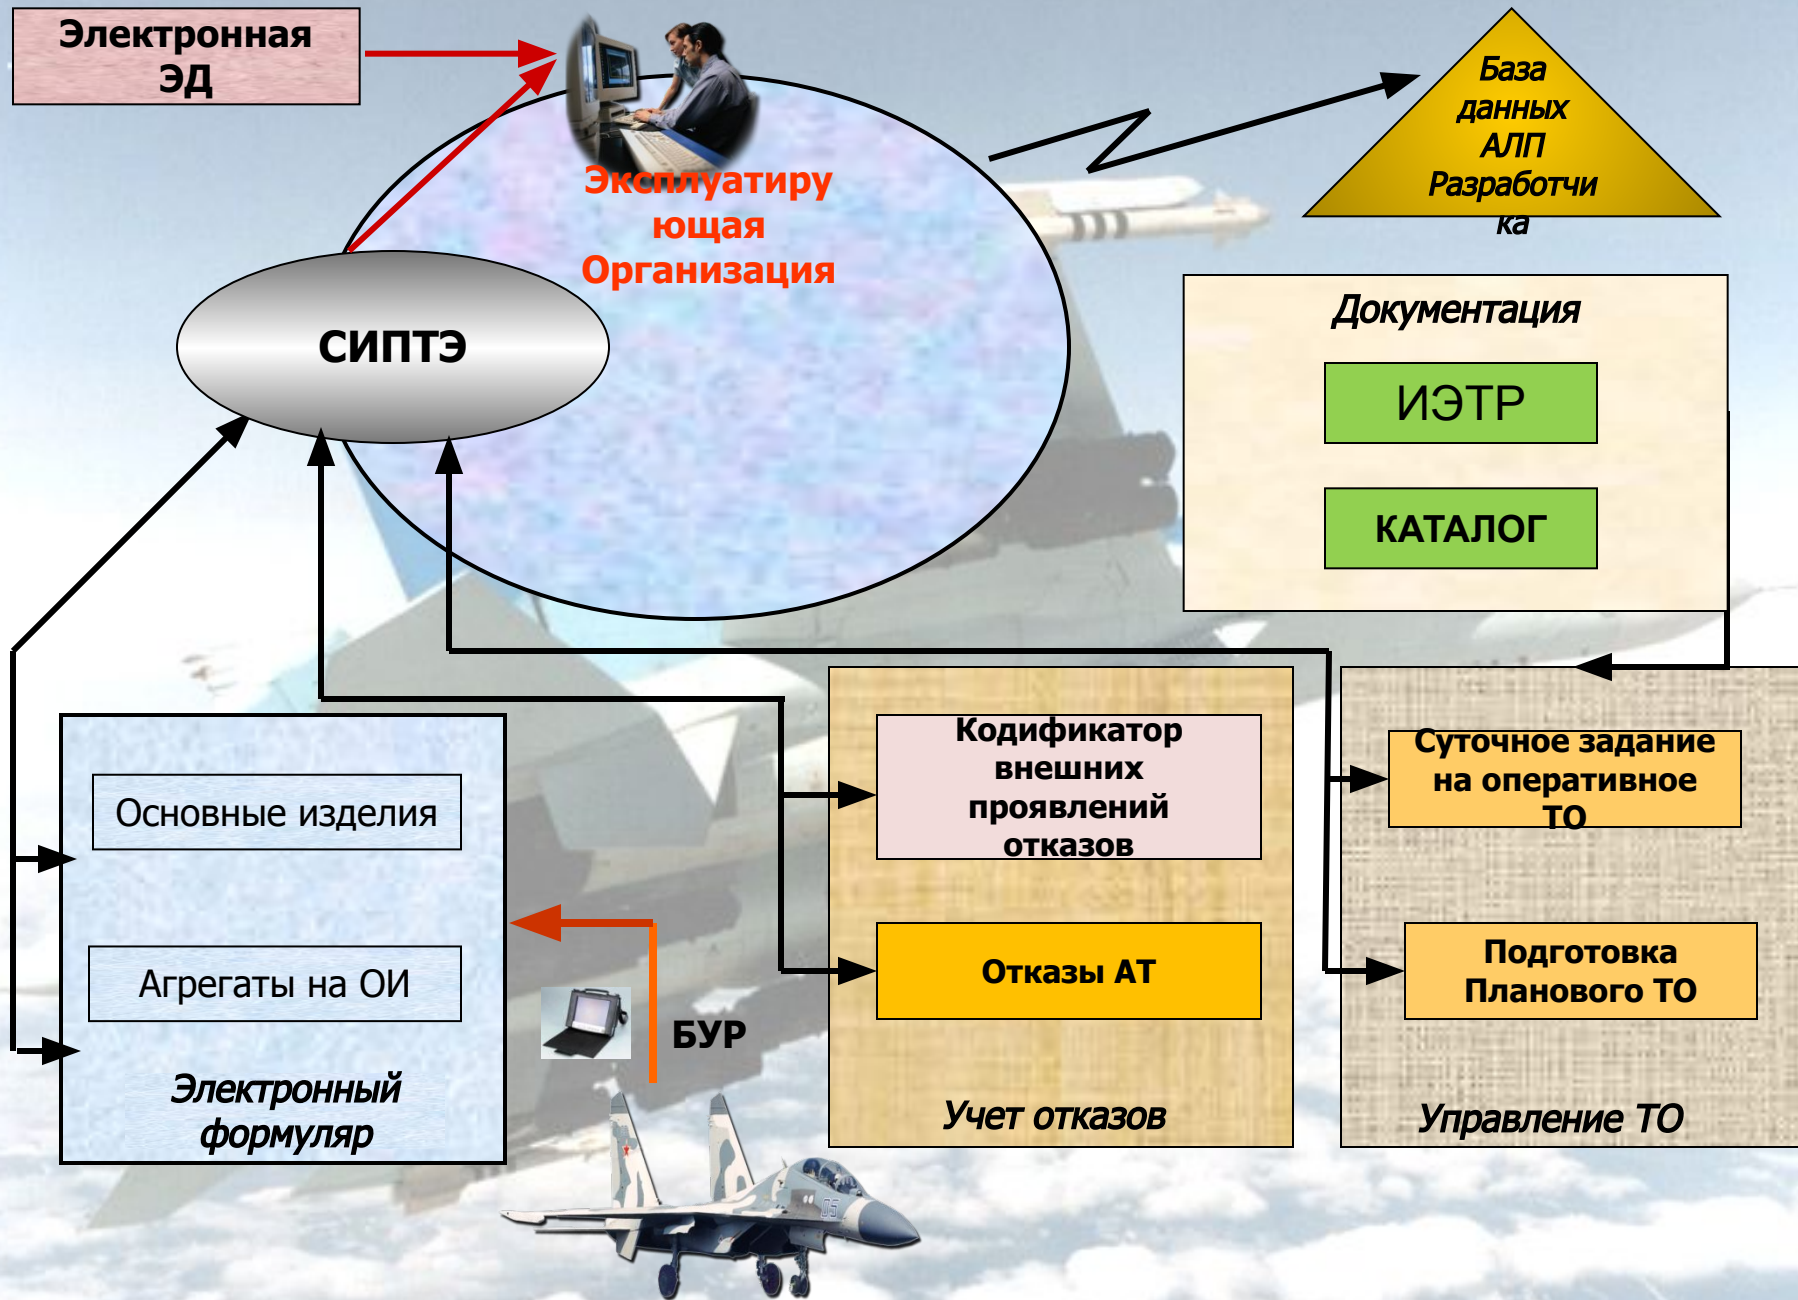 Электронная
ЭД
Эксплуатиру
ющая
Организация
База
данных
АЛП
Разработчи
ка
СИПТЭ
Документация
ИЭТР
КАТАЛОГ
Основные изделия
Агрегаты на ОИ
Электронный
формуляр
БУР
Кодификатор
внешних
проявлений
отказов
Отказы АТ
Учет отказов
Суточное задание
на оперативное
ТО
Подготовка
Планового ТО
Управление ТО
05